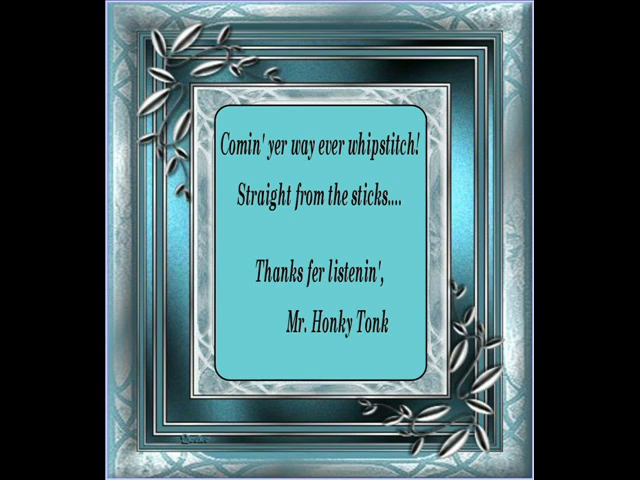 Comin' yer way ever whipstitch!
Straight from the sticks....
Thanks fer listenin',
Mr. Honky Tonk